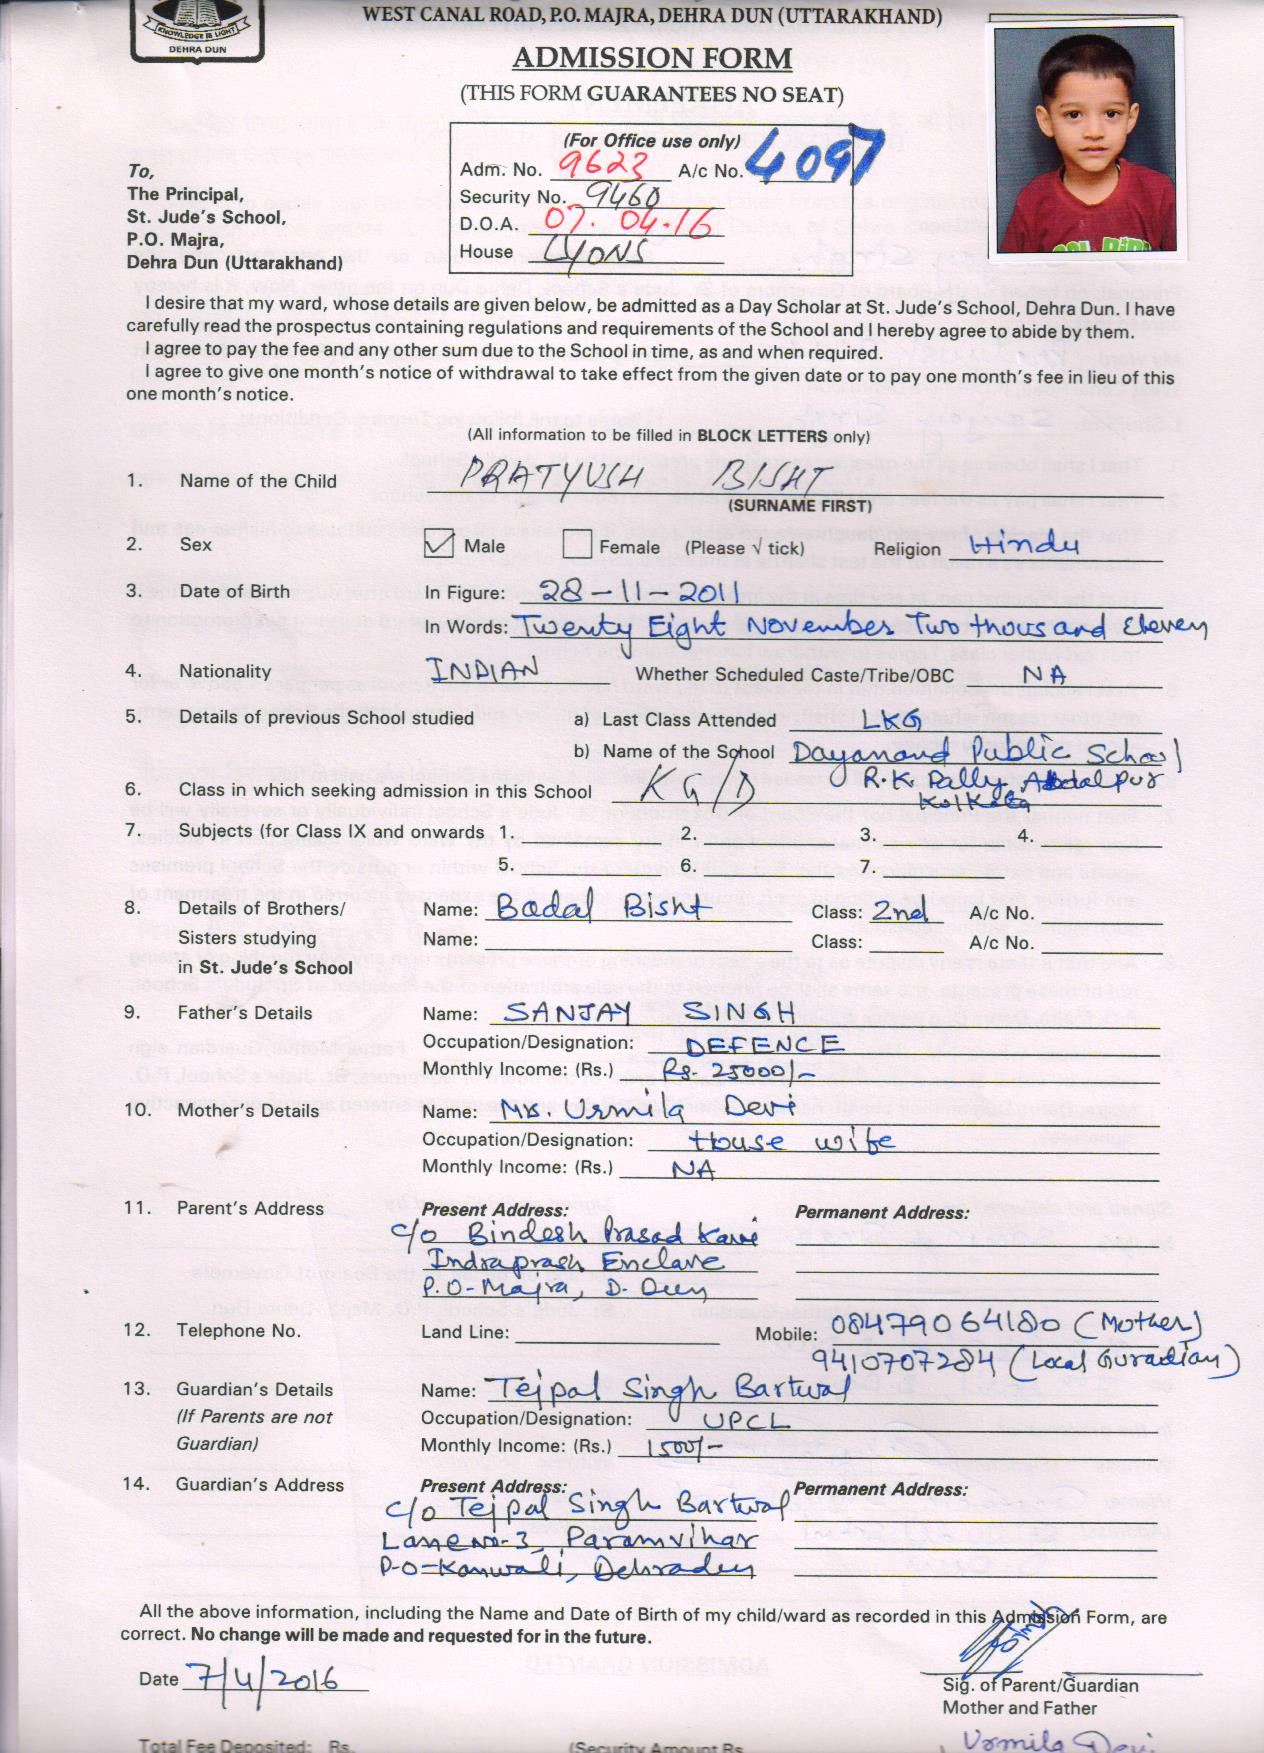 KNOWLEDGE IS LIGHT
DEHRA DUN
WEST CANAL ROAD, P.O. MAJRA, DEHRA DUN (UTTARAKHAND)
ADMISSION FORM
(THIS FORM GUARANTEES NO SEAT)
(For Office use only)
Adm. No. 9623 A/c No. 4097
Security No. 9460
D.O.A. 07. 04.16
House LYONS
To,
The Principal,
St. Jude's School,
P.O. Majra,
Dehra Dun (Uttarakhand)
I desire that my ward, whose details are given below, be admitted as a Day Scholar at St. Jude's School, Dehra Dun. I have
carefully read the prospectus containing regulations and requirements of the School and I hereby agree to abide by them.
I agree to pay the fee and any other sum due to the School in time, as and when required.
I agree to give one month's notice of withdrawal to take effect from the given date or to pay one month's fee in lieu of this
one month's notice.
(All information to be filled in BLOCK LETTERS only)
1. Name of the Child PRATYUSH BISHT
(SURNAME FIRST)
2. Sex Male Female (Please √ tick) Religion Hindu
3. Date of Birth In Figure: 28-11-2011
In Words: Twenty Eight November Two thousand Eleven
4. Nationality INDIAN Whether Scheduled Caste/Tribe/OBC NA
5. Details of previous School studied a) Last Class Attended LKG
b) Name of the School Dayanand Public School
R.K. Pally, Abdalpur
Kolkata
6. Class in which seeking admission in this School KG/D
7. Subjects (for Class IX and onwards 1. 2. 3. 4.
5. 6. 7.
8. Details of Brothers/ Name: Badal Bisht Class: 2nd A/c No.
Sisters studying Name: Class: A/c No.
in St. Jude's School
9. Father's Details Name: SANJAY SINGH
Occupation/Designation: DEFENCE
Monthly Income: (Rs.) Rs. 25000/-
10. Mother's Details Name: Mrs. Urmila Devi
Occupation/Designation: House wife
Monthly Income: (Rs.) NA
11. Parent's Address Present Address: Permanent Address:
c/o Bindesh Prasad
Indraprash Enclave
P.O-Majra, D. Dun
12. Telephone No. Land Line: Mobile: 08479064180 (Mother)
9410707284 (Local Guradian)
13. Guardian's Details Name: Tejpal Singh Bartwal
(If Parents are not Occupation/Designation: UPCL
Guardian) Monthly Income: (Rs.) 1500/-
14. Guardian's Address Present Address: Permanent Address:
c/o Tejpal Singh Bartwal
Lane No-3, Paramvihar
P-O-Kanwali, Dehradun
All the above information, including the Name and Date of Birth of my child/ward as recorded in this Admission Form, are
correct. No change will be made and requested for in the future.
Date 7/4/2016
Sig. of Parent/Guardian
Mother and Father
Urmila Devi
Total Fee Deposited: Rs. (Security Amount Rs.